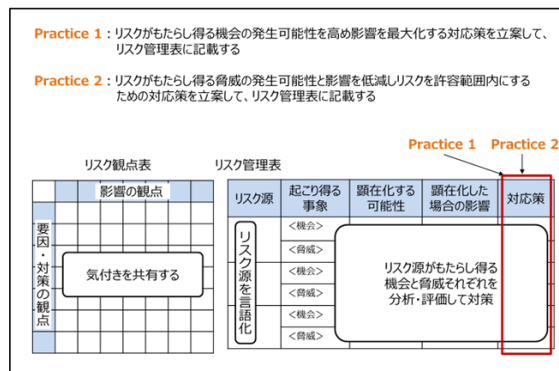 Practice 1：リスクがもたらし得る機会の発生可能性を高め影響を最大化する対応策を立案して、
リスク管理表に記載する
Practice 2：リスクがもたらし得る脅威の発生可能性と影響を低減しリスクを許容範囲内にする
ための対応策を立案して、リスク管理表に記載する
Practice 1 Practice 2
リスク観点表
リスク管理表
影響の観点
要因・対策の観点
気付きを共有する
リスク源
起こり得る
事象
顕在化する
可能性
顕在化した
場合の影響
対応策
リスク源を言語化
<機会>
<脅威>
<機会>
<脅威>
<機会>
<脅威>
リスク源がもたらし得る
機会と脅威それぞれを
分析・評価して対策